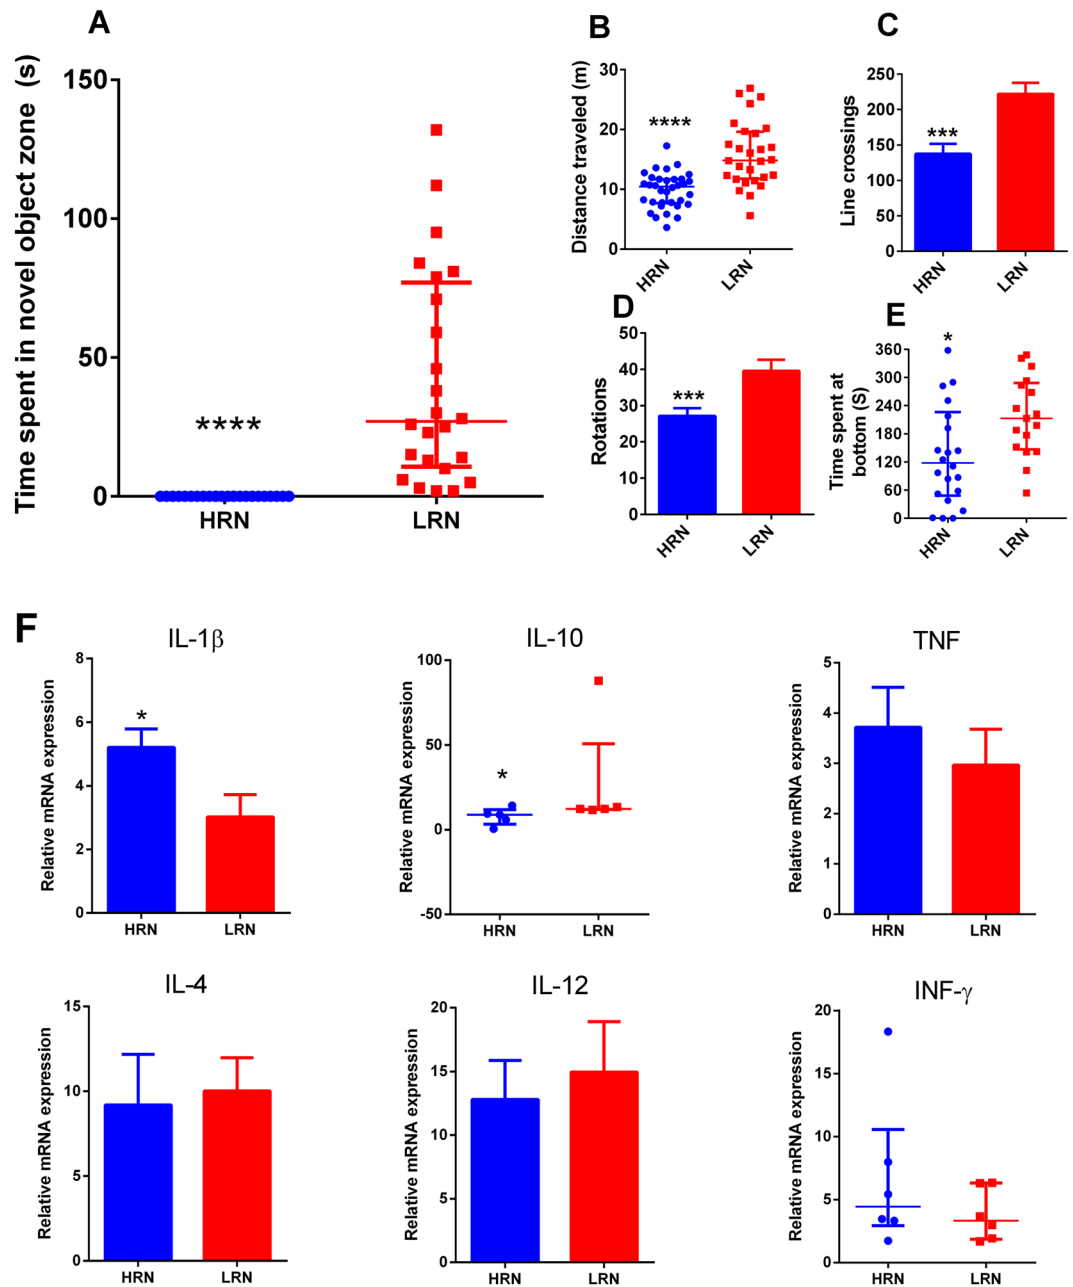 A
Time spent in novel object zone (s)
150
100
50
0
****
HRN
LRN
B
Distance traveled (m)
30
20
10
0
****
HRN
LRN
C
Line crossings
250
200
150
100
50
0
***
HRN
LRN
D
Rotations
50
40
30
20
10
0
***
HRN
LRN
E
Time spent at
bottom (S)
360
300
240
180
120
60
0
*
HRN
LRN
F
IL-1β
Relative mRNA expression
8
6
4
2
0
*
HRN
LRN
IL-10
Relative mRNA expression
100
50
0
-50
*
HRN
LRN
TNF
Relative mRNA expression
5
4
3
2
1
0
HRN
LRN
IL-4
Relative mRNA expression
15
10
5
0
HRN
LRN
IL-12
Relative mRNA expression
20
15
10
5
0
HRN
LRN
INF-γ
Relative mRNA expression
20
15
10
5
0
HRN
LRN